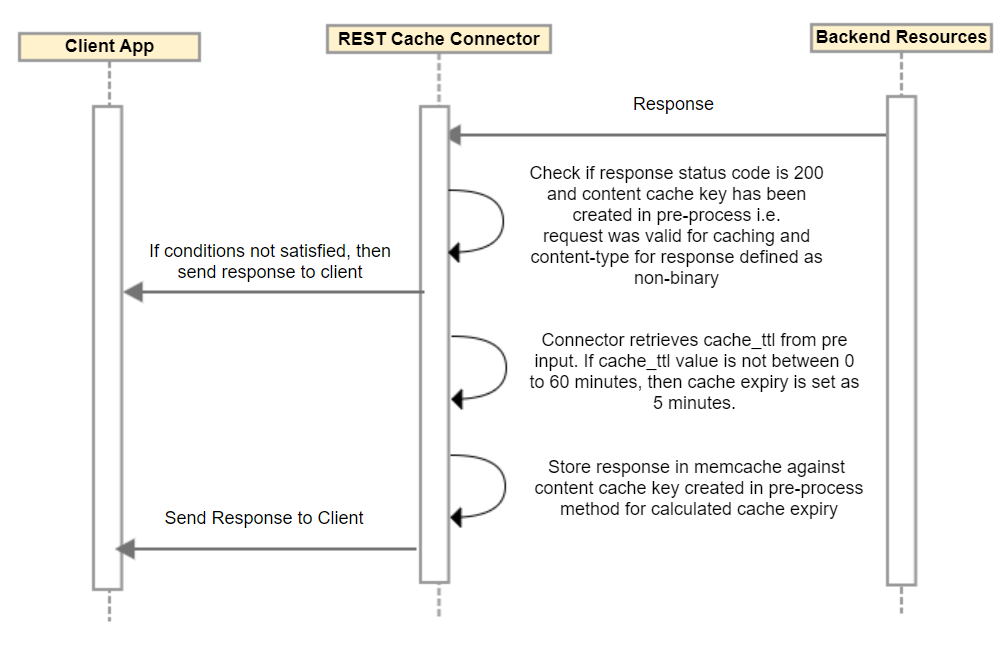 Client App
REST Cache Connector
Backend Resources
Response
Check if response status code is 200
and content cache key has been
created in pre-process i.e.
request was valid for caching and
content-type for response defined as
non-binary
If conditions not satisfied, then
send response to client
Connector retrieves cache_ttl from pre
input. If cache_ttl value is not between 0
to 60 minutes, then cache expiry is set as
5 minutes.
Store response in memcache against
content cache key created in pre-process
method for calculated cache expiry
Send Response to Client